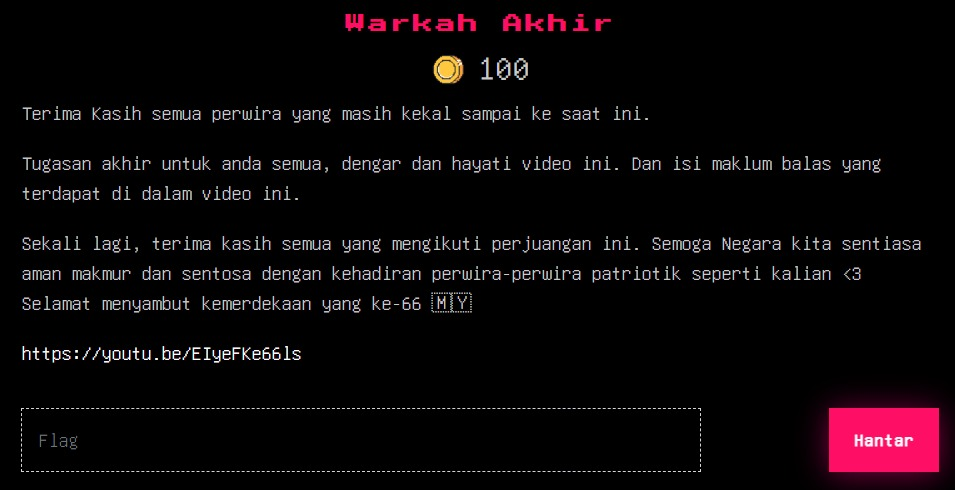 Warkah Akhir
100
Terima Kasih semua perwira yang masih kekal sampai ke saat ini.
Tugasan akhir untuk anda semua, dengar dan hayati video ini. Dan isi maklum balas yang
terdapat di dalam video ini.
Sekali lagi, terima kasih semua yang mengikuti perjuangan ini. Semoga Negara kita sentiasa
aman makmur dan sentosa dengan kehadiran perwira-perwira patriotik seperti kalian <3
Selamat menyambut kemerdekaan yang ke-66 🇲🇾
https://youtu.be/EIyeFKe66ls
Flag
Hantar